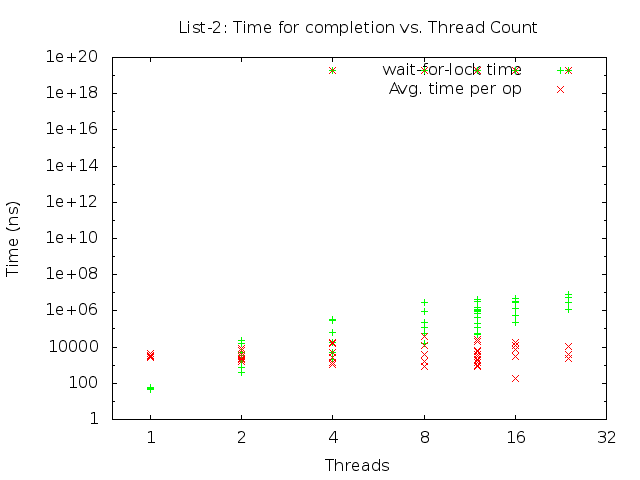 List-2: Time for completion vs. Thread Count
1e+20
wait-for-lock time
Avg. time per op
1e+18
1e+16
1e+14
1e+12
1e+10
1e+08
1e+06
10000
100
1
Time (ns)
1 2 4 8 16 32
Threads